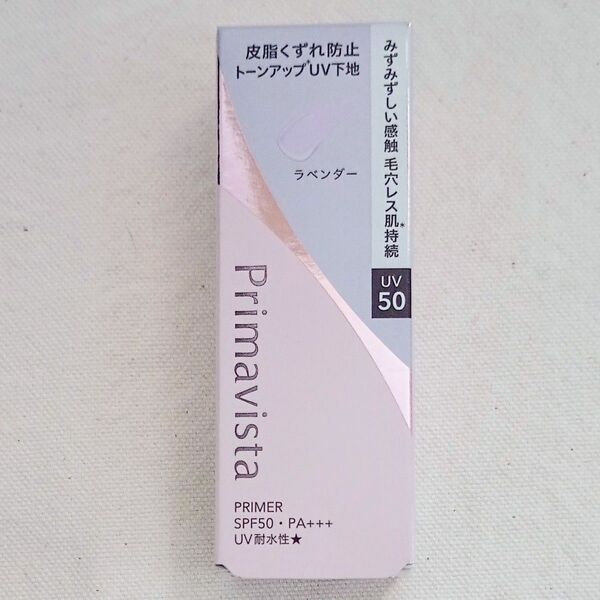 皮脂くずれ防止
トーンアップ*UV下地
ラベンダー
みずみずしい感触 毛穴レス肌*持続
UV
50
Primavista
PRIMER
SPF50・PA+++
UV耐水性★